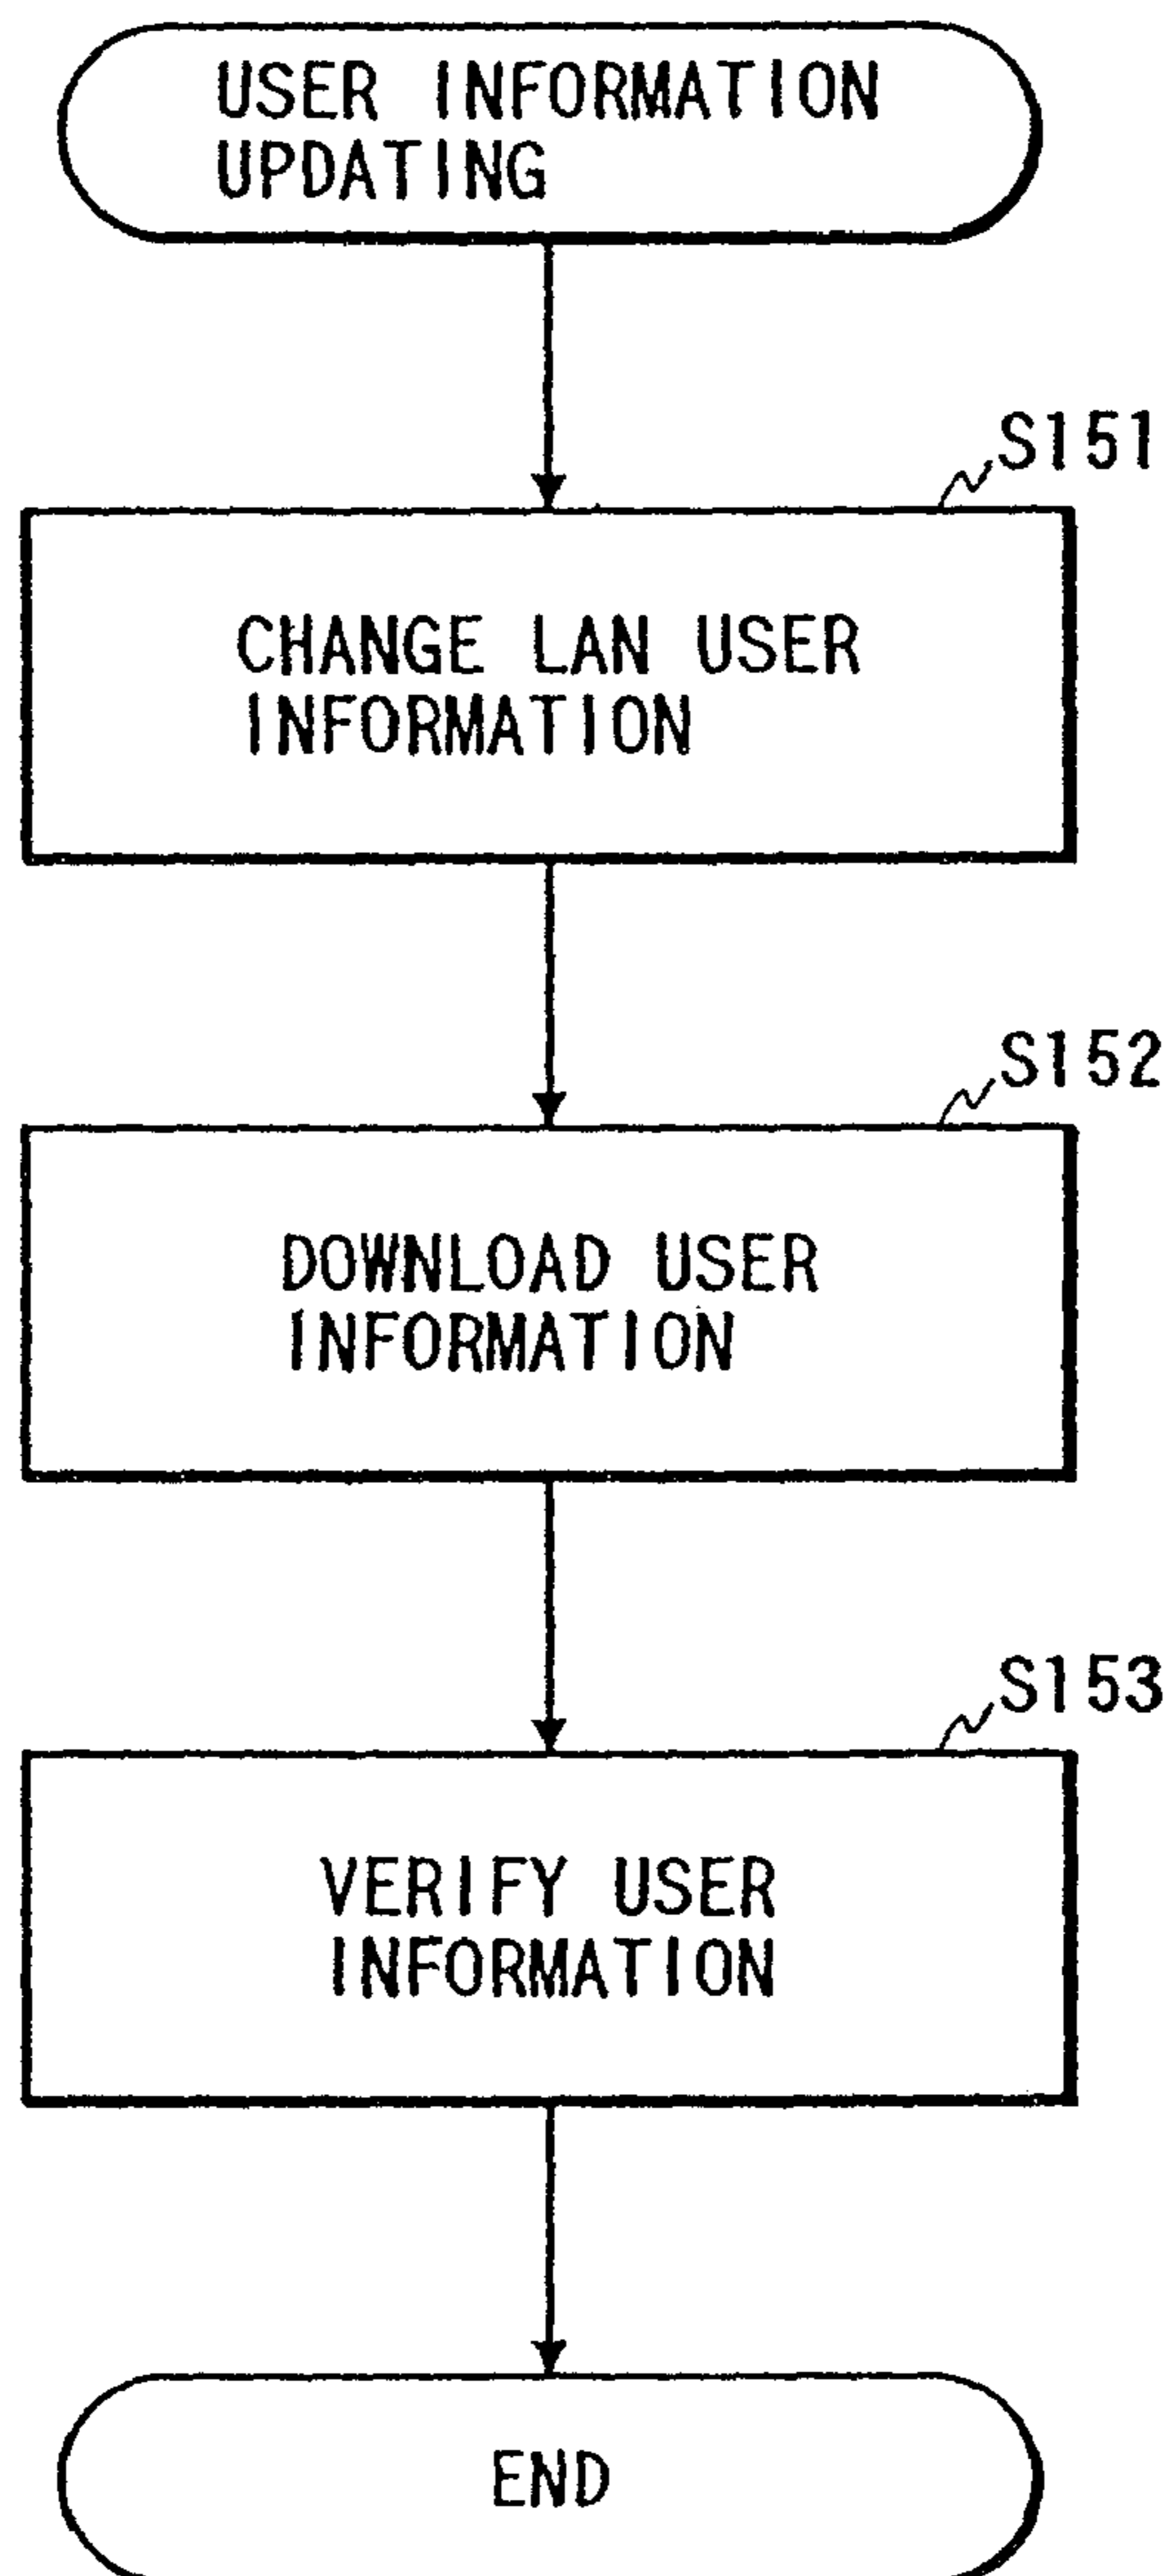 USER INFORMATION
UPDATING
S151
CHANGE LAN USER
INFORMATION
S152
DOWNLOAD USER
INFORMATION
S153
VERIFY USER
INFORMATION
END